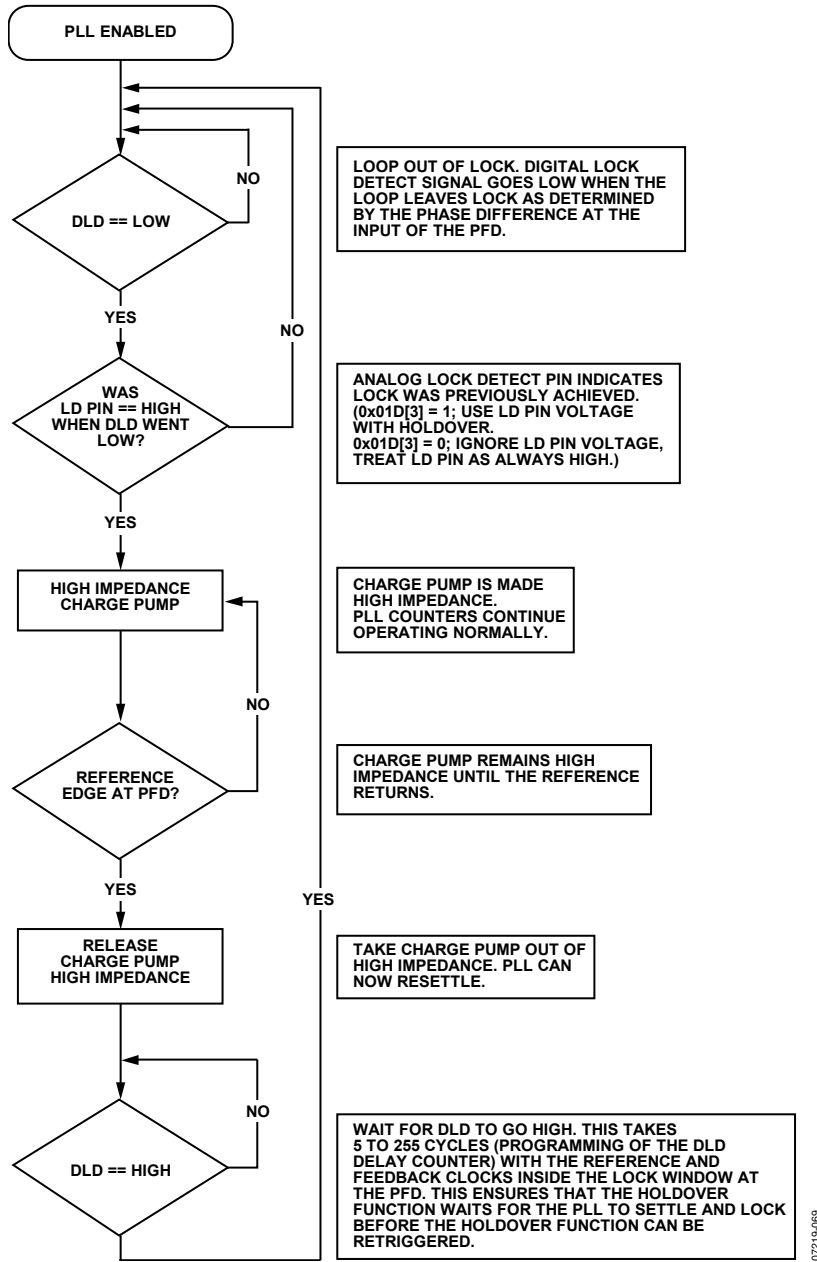 PLL ENABLED
NO
DLD == LOW
LOOP OUT OF LOCK. DIGITAL LOCK
DETECT SIGNAL GOES LOW WHEN THE
LOOP LEAVES LOCK AS DETERMINED
BY THE PHASE DIFFERENCE AT THE
INPUT OF THE PFD.
YES
NO
WAS
LD PIN == HIGH
WHEN DLD WENT
LOW?
ANALOG LOCK DETECT PIN INDICATES
LOCK WAS PREVIOUSLY ACHIEVED.
(0x01D[3] = 1; USE LD PIN VOLTAGE
WITH HOLDOVER.
0x01D[3] = 0; IGNORE LD PIN VOLTAGE,
TREAT LD PIN AS ALWAYS HIGH.)
YES
HIGH IMPEDANCE
CHARGE PUMP
CHARGE PUMP IS MADE
HIGH IMPEDANCE.
PLL COUNTERS CONTINUE
OPERATING NORMALLY.
NO
REFERENCE
EDGE AT PFD?
CHARGE PUMP REMAINS HIGH
IMPEDANCE UNTIL THE REFERENCE
RETURNS.
YES
YES
RELEASE
CHARGE PUMP
HIGH IMPEDANCE
TAKE CHARGE PUMP OUT OF
HIGH IMPEDANCE. PLL CAN
NOW RESETTLE.
NO
DLD == HIGH
WAIT FOR DLD TO GO HIGH. THIS TAKES
5 TO 255 CYCLES (PROGRAMMING OF THE DLD
DELAY COUNTER) WITH THE REFERENCE AND
FEEDBACK CLOCKS INSIDE THE LOCK WINDOW AT
THE PFD. THIS ENSURES THAT THE HOLDOVER
FUNCTION WAITS FOR THE PLL TO SETTLE AND LOCK
BEFORE THE HOLDOVER FUNCTION CAN BE
RETRIGGERED.
07219-069